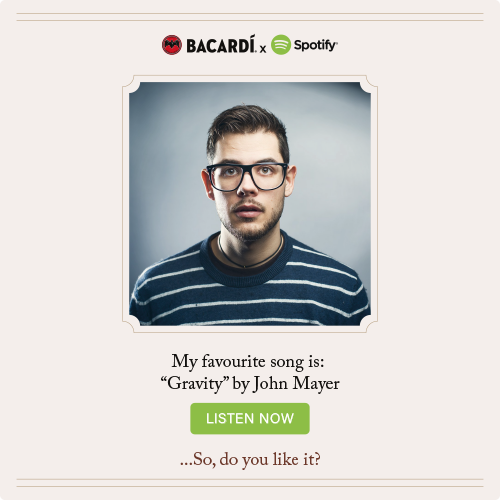 BACARDÍ. x Spotify®
My favourite song is:
“Gravity” by John Mayer
LISTEN NOW
...So, do you like it?